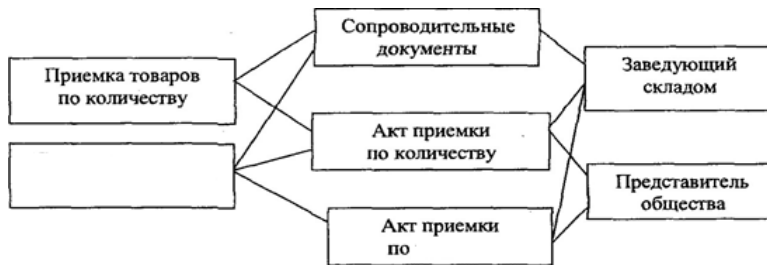 Сопроводительные
документы
Приемка товаров
по количеству
Заведующий
складом
Акт приемки
по количеству
Представитель
общества
Акт приемки
по